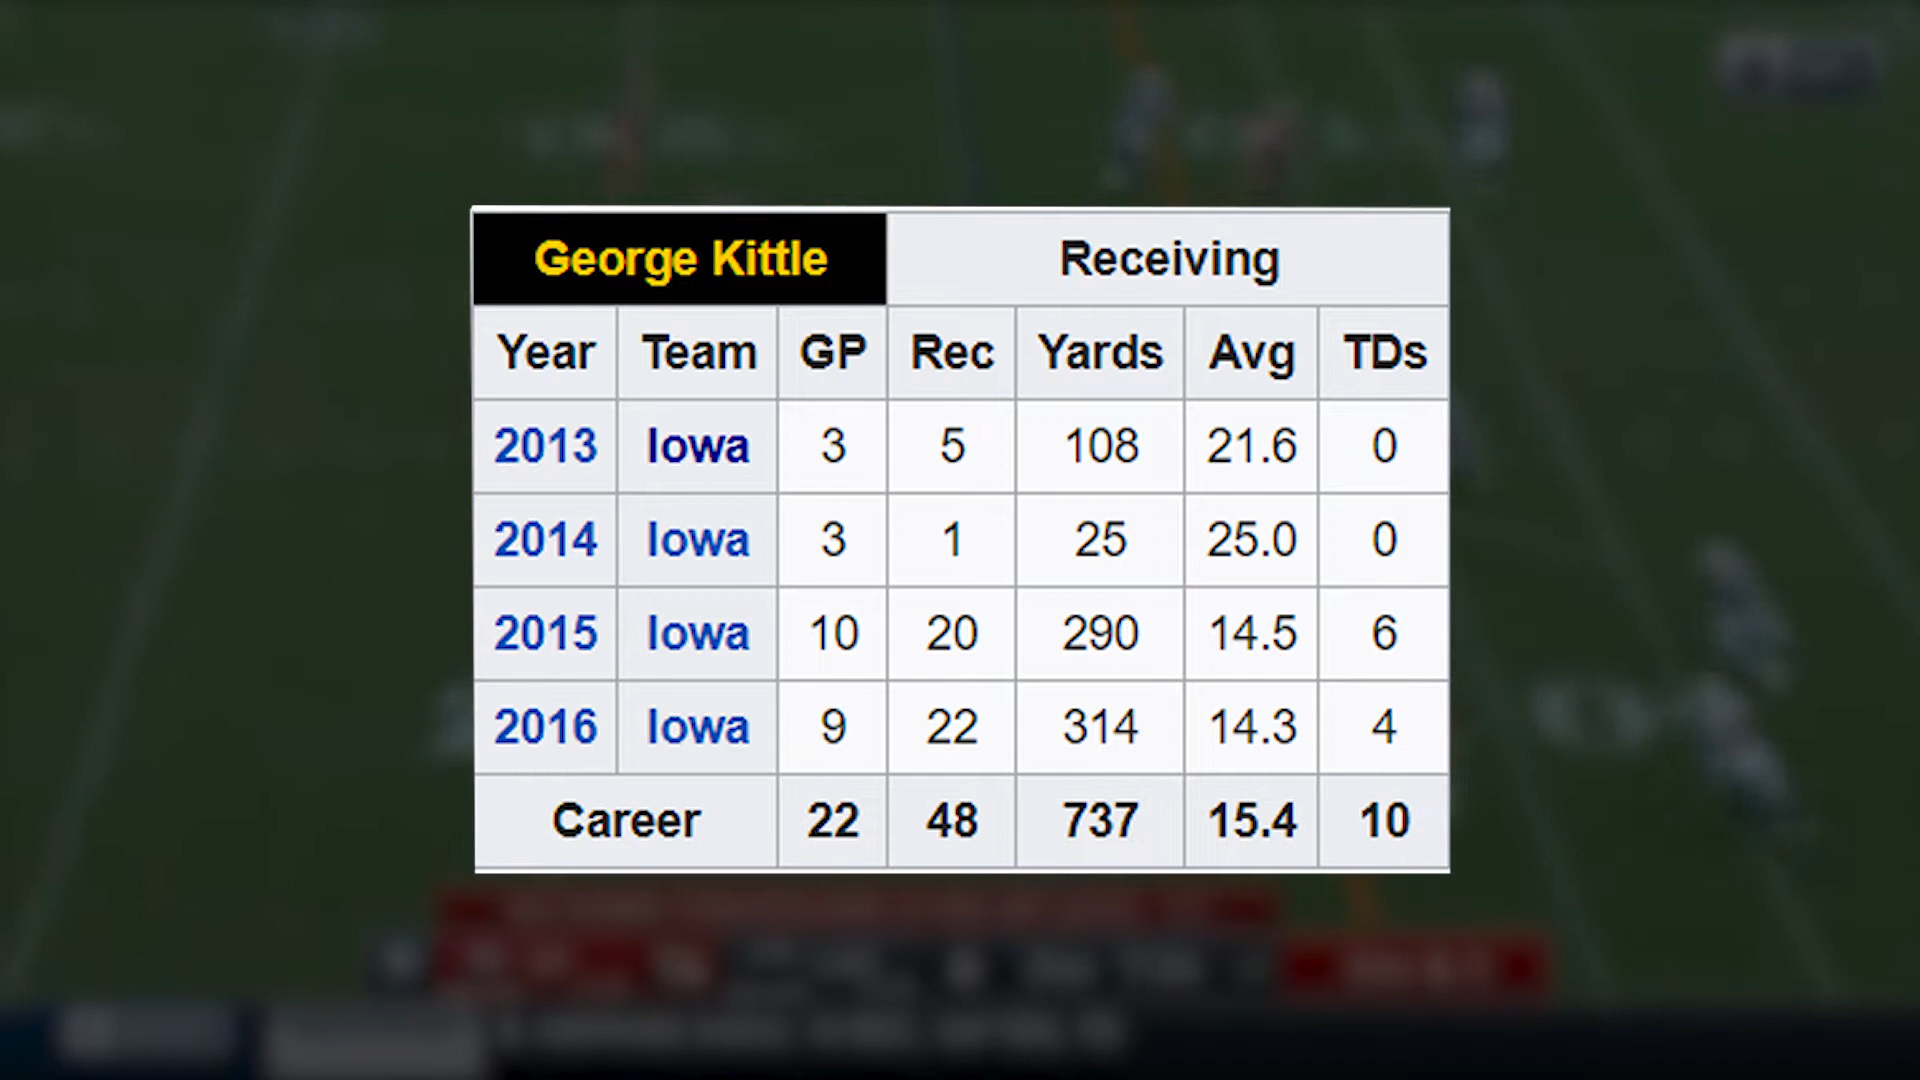 George Kittle Receiving
Year Team GP Rec Yards Avg TDs
2013 Iowa 3 5 108 21.6 0
2014 Iowa 3 1 25 25.0 0
2015 Iowa 10 20 290 14.5 6
2016 Iowa 9 22 314 14.3 4
Career 22 48 737 15.4 10